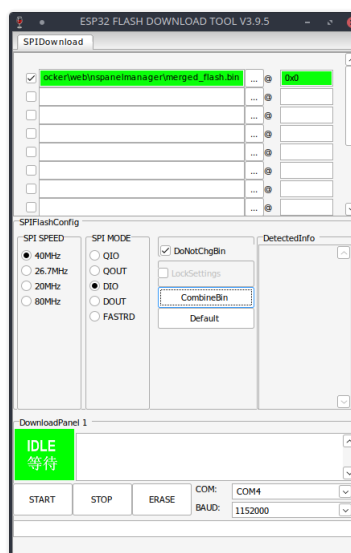 ESP32 FLASH DOWNLOAD TOOL V3.9.5
SPIDownload
ocker\web\nspanelmanager\merged_flash.bin ... @ 0x0
... @
... @
... @
... @
... @
... @
... @
SPIFlashConfig
SPI SPEED
40MHz
26.7MHz
20MHz
80MHz
SPI MODE
QIO
QOUT
DIO
DOUT
FASTRD
DoNotChgBin
LockSettings
CombineBin
Default
DetectedInfo
DownloadPanel 1
IDLE
等待
START STOP ERASE
COM: COM4
BAUD: 1152000